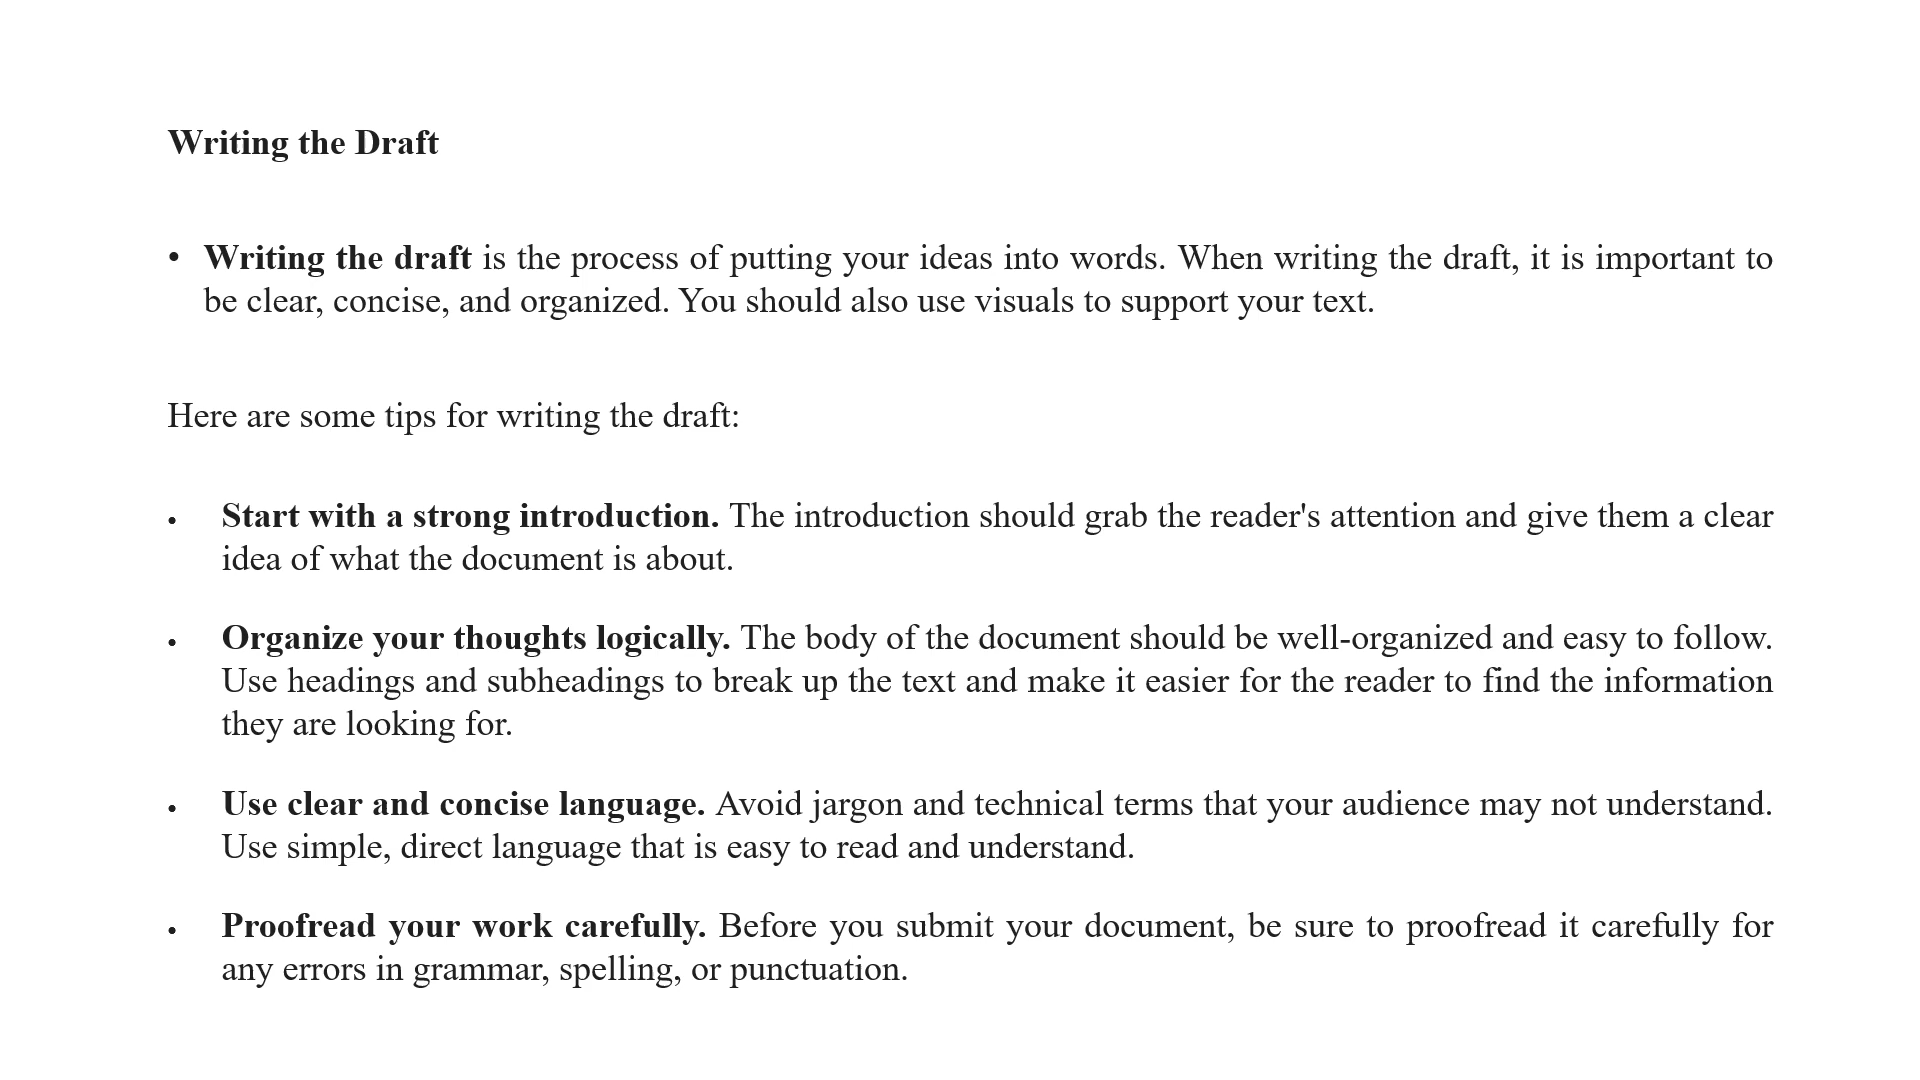 Writing the Draft
• Writing the draft is the process of putting your ideas into words. When writing the draft, it is important to
be clear, concise, and organized. You should also use visuals to support your text.
Here are some tips for writing the draft:
• Start with a strong introduction. The introduction should grab the reader's attention and give them a clear
idea of what the document is about.
• Organize your thoughts logically. The body of the document should be well-organized and easy to follow.
Use headings and subheadings to break up the text and make it easier for the reader to find the information
they are looking for.
• Use clear and concise language. Avoid jargon and technical terms that your audience may not understand.
Use simple, direct language that is easy to read and understand.
• Proofread your work carefully. Before you submit your document, be sure to proofread it carefully for
any errors in grammar, spelling, or punctuation.